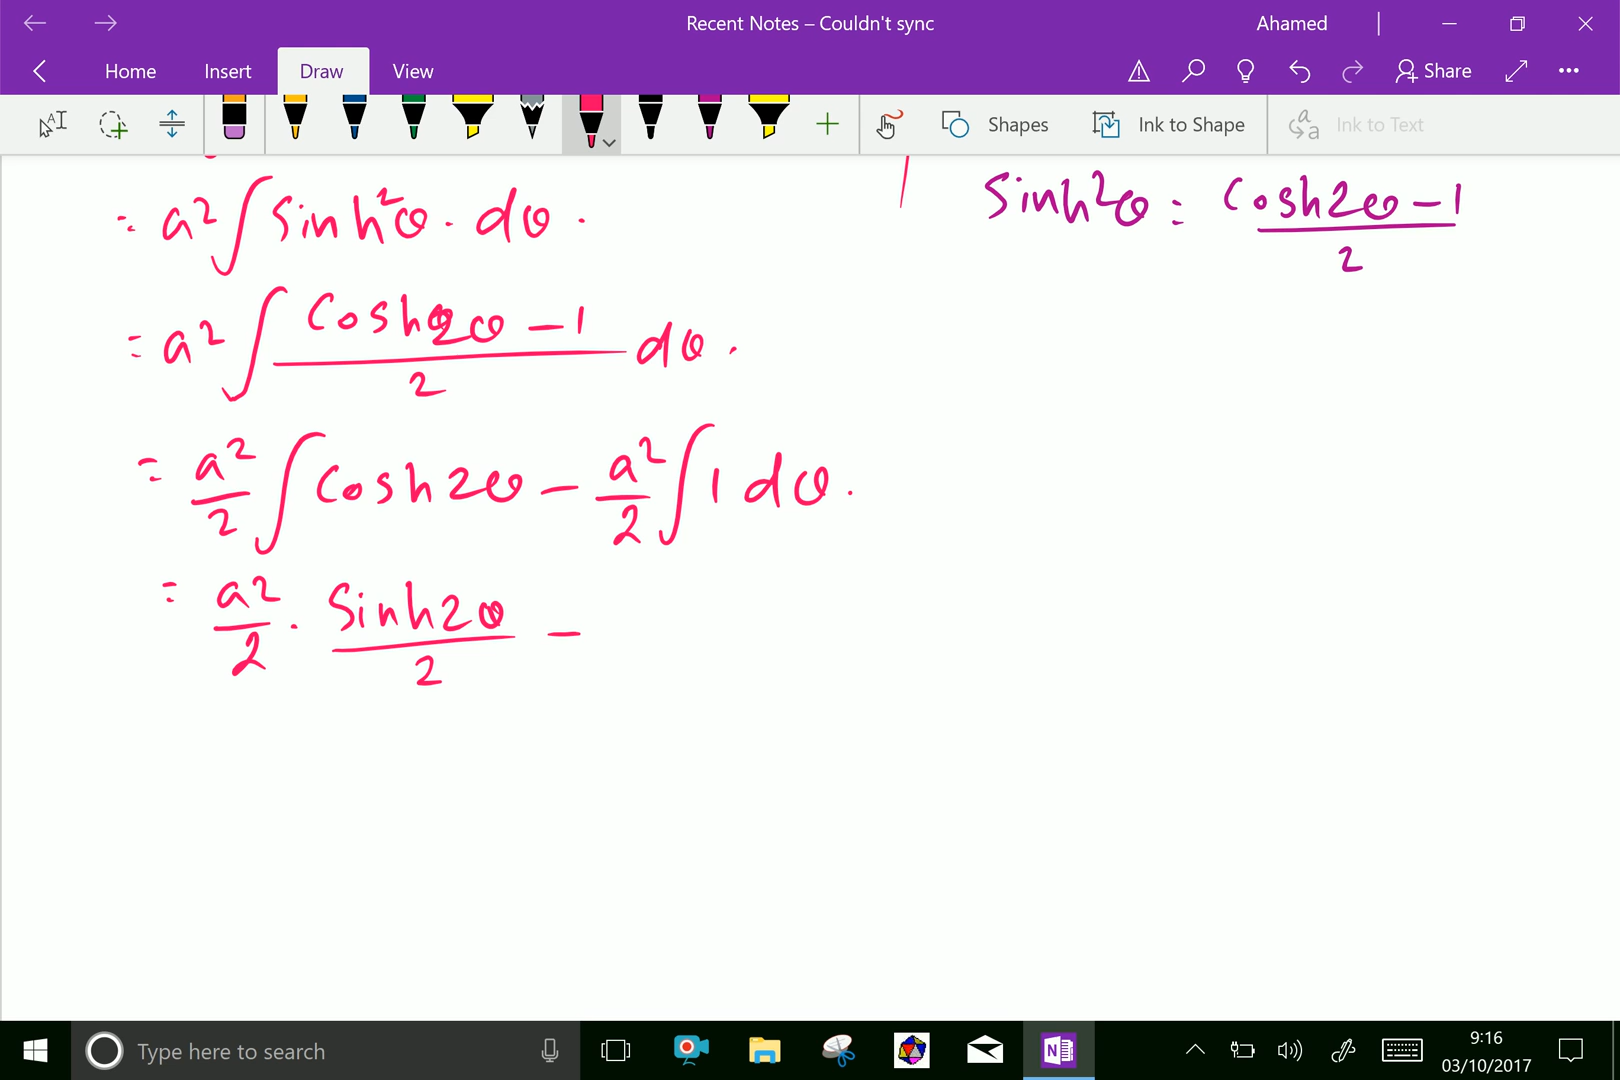 Recent Notes – Couldn't sync
Ahamed
Home Insert Draw View
Share
Shapes
Ink to Shape
Ink to Text
= a² ∫ Sinh²θ · dθ .
Sinh²θ = (Cosh2θ − 1)/2
= a² ∫ (Cosh2θ − 1)/2 dθ .
= a²/2 ∫ Cosh2θ − a²/2 ∫ 1 dθ .
= a²/2 . Sinh2θ/2 −
Type here to search
9:16
03/10/2017